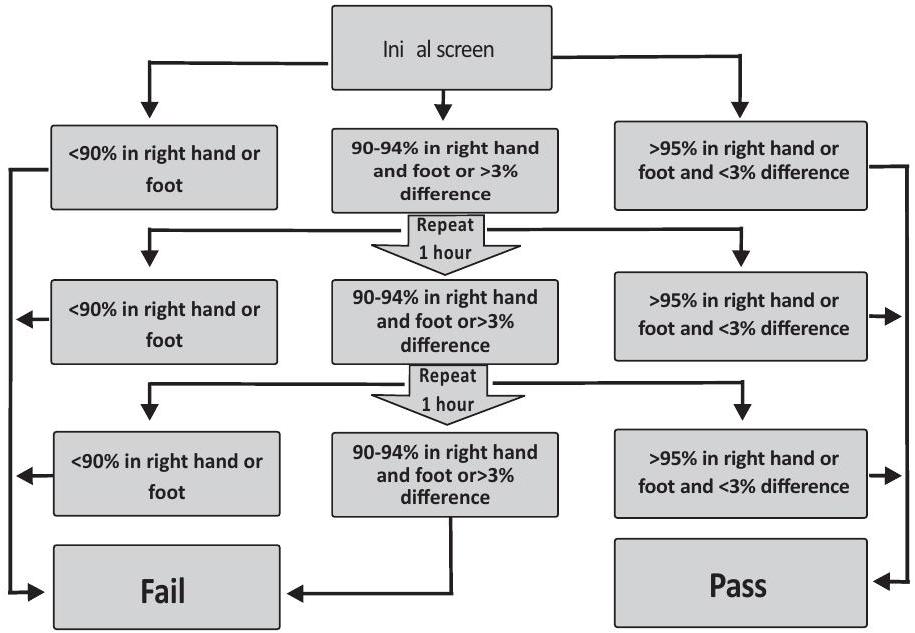 Ini al screen
<90% in right hand or
foot
90-94% in right hand
and foot or >3%
difference
>95% in right hand or
foot and <3% difference
Repeat
1 hour
<90% in right hand or
foot
90-94% in right hand
and foot or>3%
difference
>95% in right hand or
foot and <3% difference
Repeat
1 hour
<90% in right hand or
foot
90-94% in right hand
and foot or>3%
difference
>95% in right hand or
foot and <3% difference
Fail
Pass